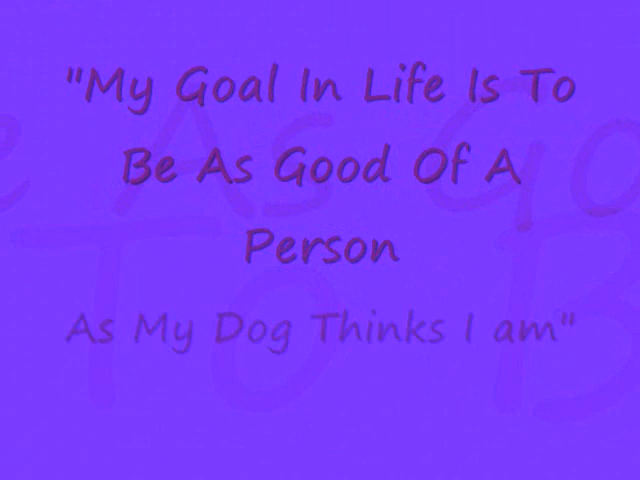 "My Goal In Life Is To
Be As Good Of A
Person
As My Dog Thinks I am"